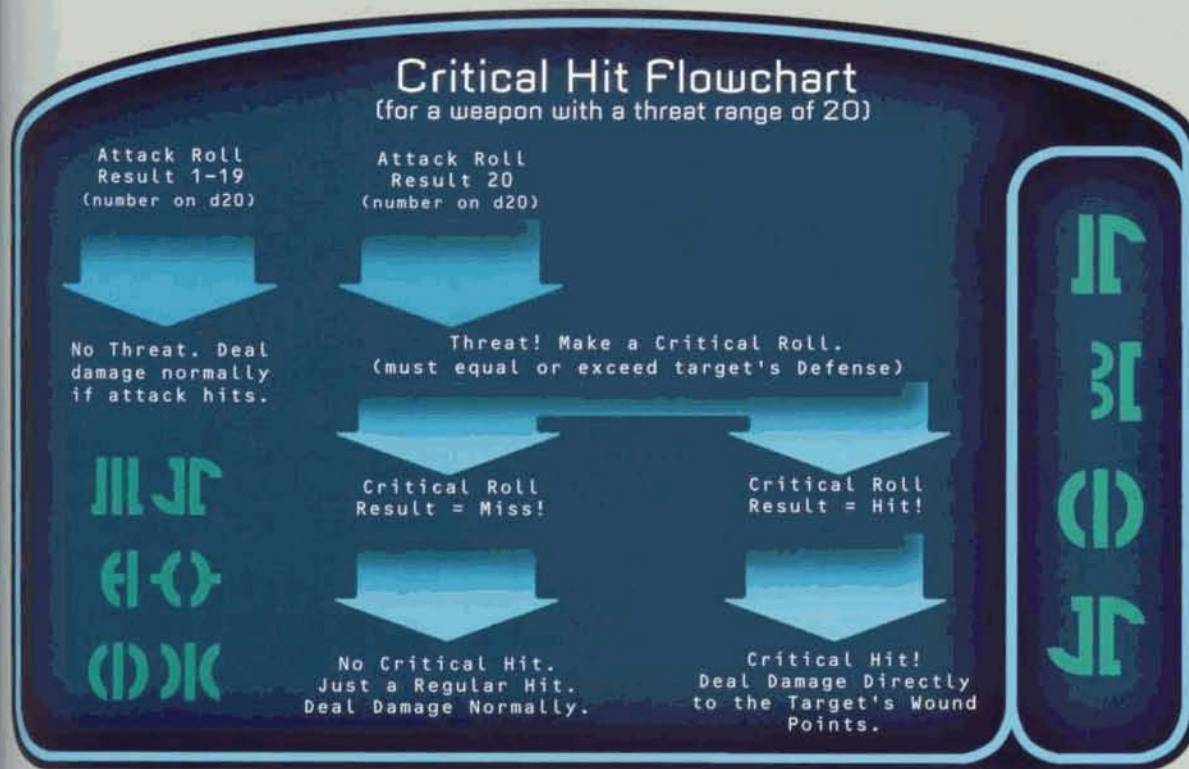 Critical Hit Flowchart
(for a weapon with a threat range of 20)
Attack Roll
Result 1-19
(number on d20)
Attack Roll
Result 20
(number on d20)
No Threat. Deal
damage normally
if attack hits.
Threat! Make a Critical Roll.
(must equal or exceed target's Defense)
Critical Roll
Result = Miss!
Critical Roll
Result = Hit!
No Critical Hit.
Just a Regular Hit.
Deal Damage Normally.
Critical Hit!
Deal Damage Directly
to the Target's Wound
Points.